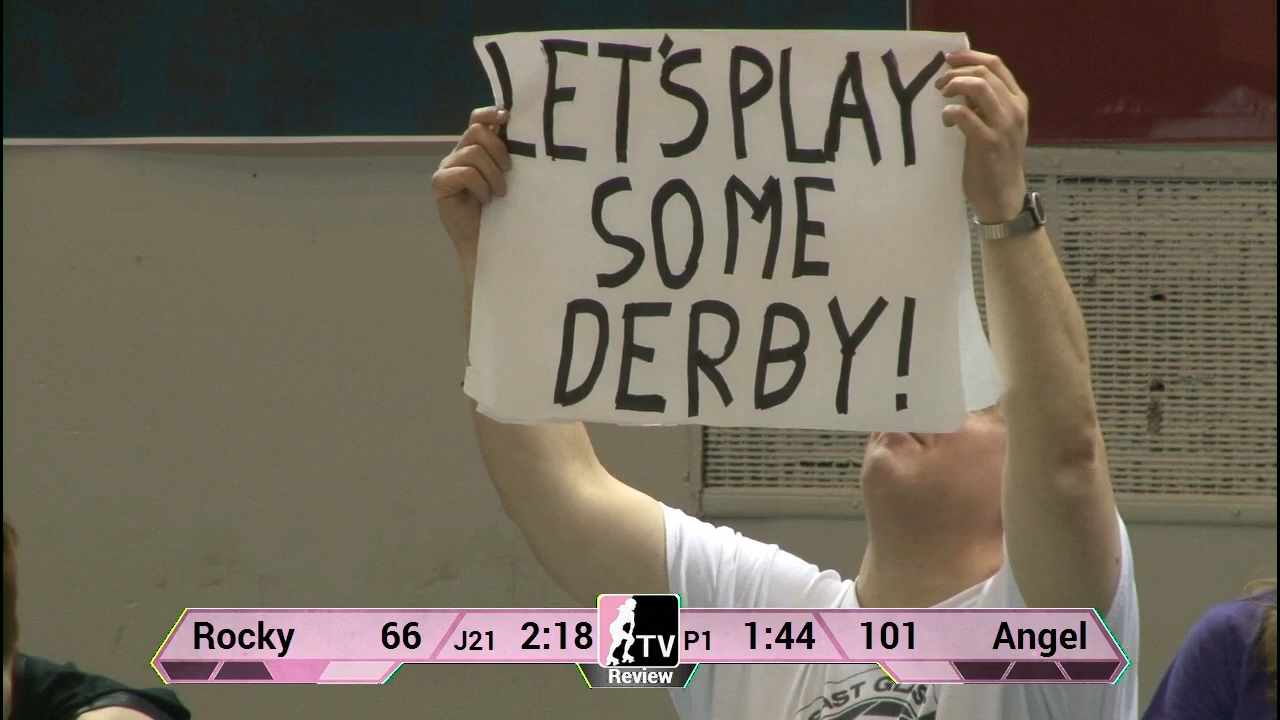 LET'S PLAY
SOME
DERBY!
Rocky 66 J21 2:18 TV P1 1:44 101 Angel
Review